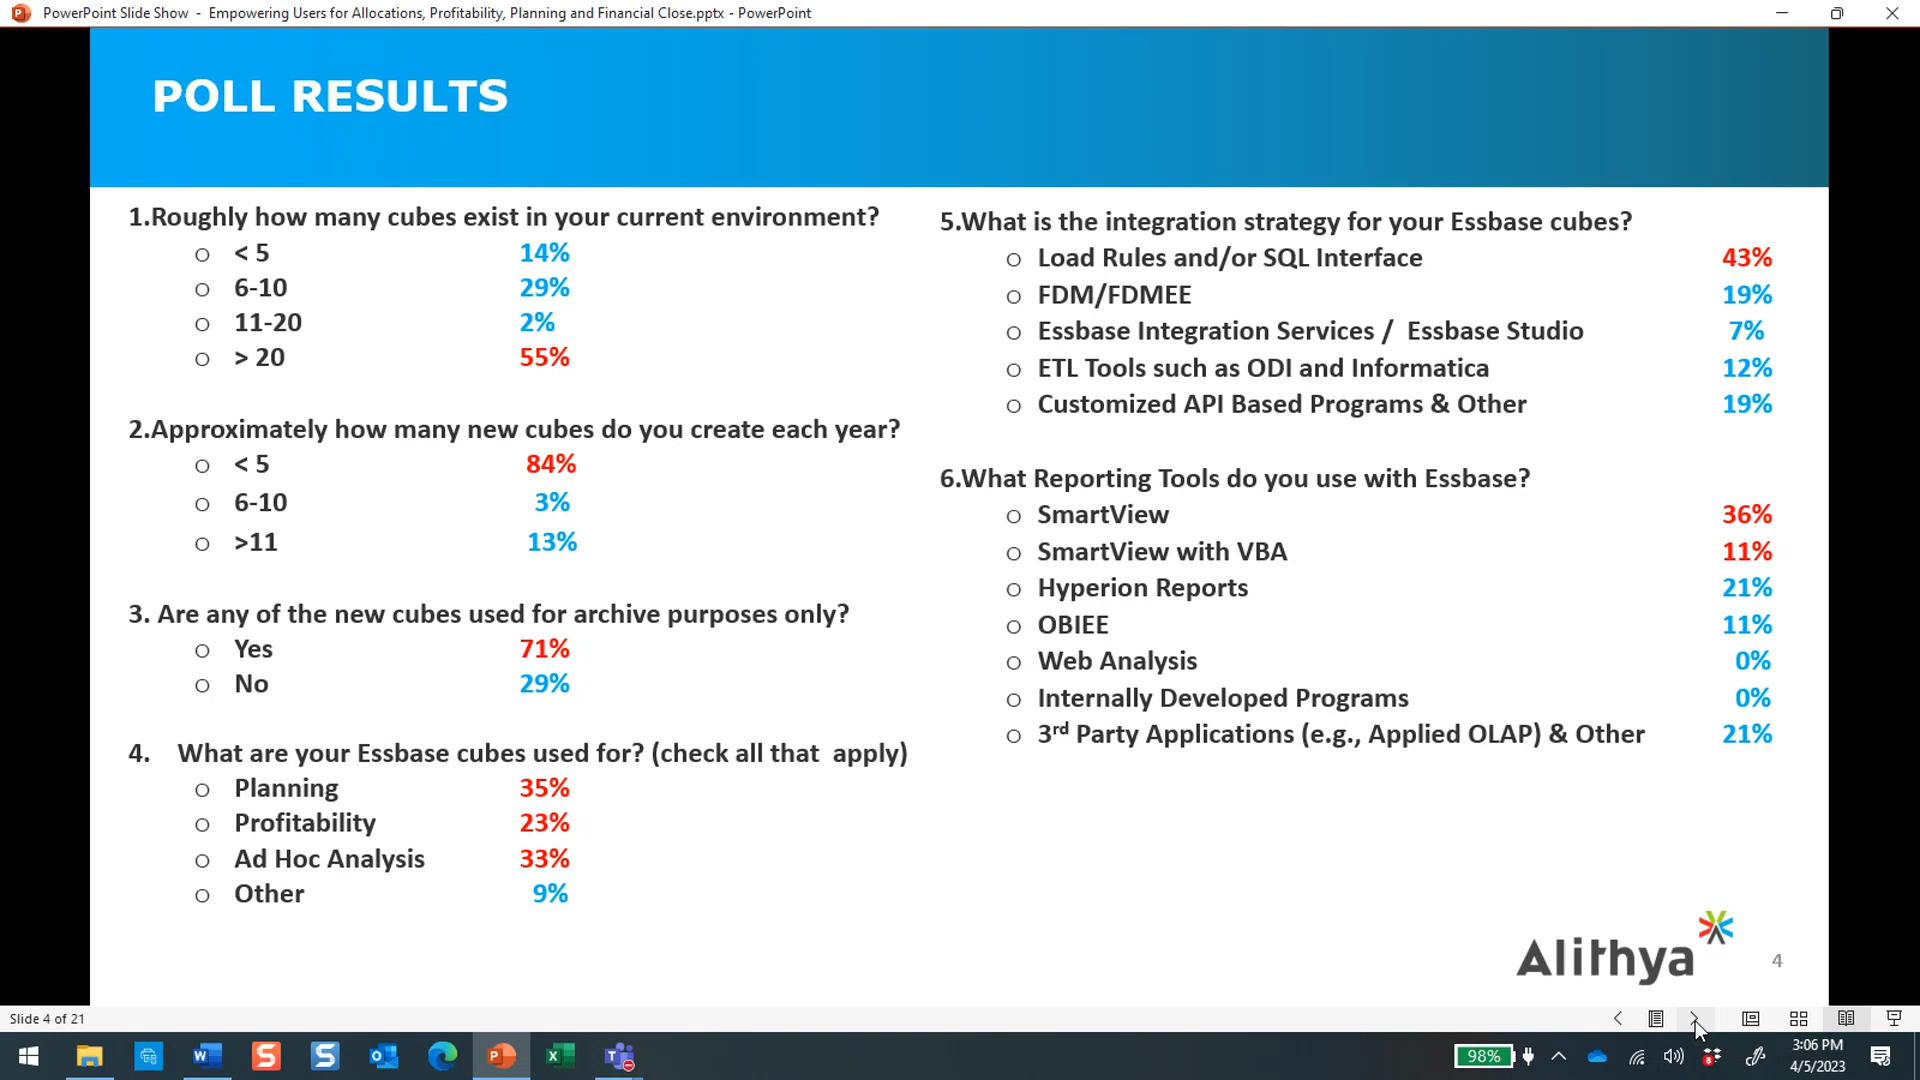 PowerPoint Slide Show - Empowering Users for Allocations, Profitability, Planning and Financial Close.pptx - PowerPoint
POLL RESULTS
1.Roughly how many cubes exist in your current environment?
o < 5 14%
o 6-10 29%
o 11-20 2%
o > 20 55%
2.Approximately how many new cubes do you create each year?
o < 5 84%
o 6-10 3%
o >11 13%
3. Are any of the new cubes used for archive purposes only?
o Yes 71%
o No 29%
4. What are your Essbase cubes used for? (check all that apply)
o Planning 35%
o Profitability 23%
o Ad Hoc Analysis 33%
o Other 9%
5.What is the integration strategy for your Essbase cubes?
o Load Rules and/or SQL Interface 43%
o FDM/FDMEE 19%
o Essbase Integration Services / Essbase Studio 7%
o ETL Tools such as ODI and Informatica 12%
o Customized API Based Programs & Other 19%
6.What Reporting Tools do you use with Essbase?
o SmartView 36%
o SmartView with VBA 11%
o Hyperion Reports 21%
o OBIEE 11%
o Web Analysis 0%
o Internally Developed Programs 0%
o 3rd Party Applications (e.g., Applied OLAP) & Other 21%
Alithya
4
Slide 4 of 21
98%
3:06 PM
4/5/2023